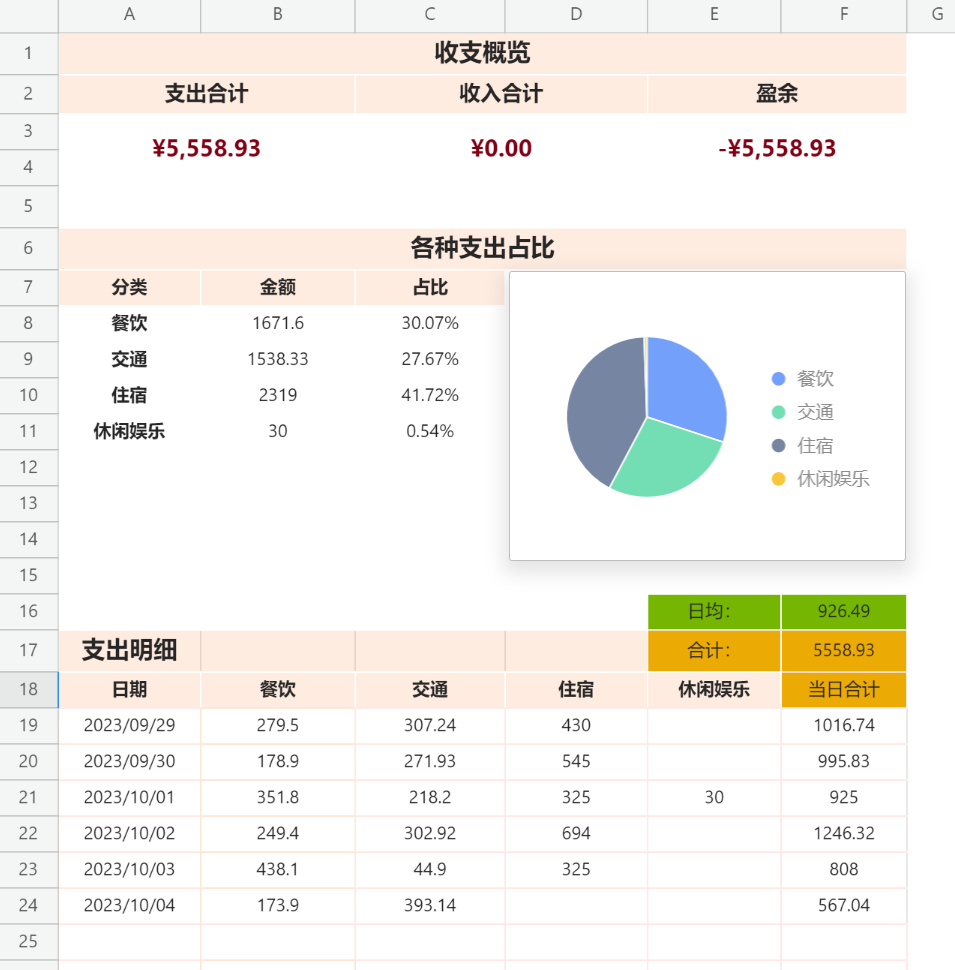 A B C D E F G
1 收支概览
2 支出合计 收入合计 盈余
3
¥5,558.93 ¥0.00 -¥5,558.93
4
5
6 各种支出占比
7 分类 金额 占比
8 餐饮 1671.6 30.07%
9 交通 1538.33 27.67%
餐饮
10 住宿 2319 41.72%
交通
11 休闲娱乐 30 0.54%
住宿
12
休闲娱乐
13
14
15
16 日均： 926.49
17 支出明细 合计： 5558.93
18 日期 餐饮 交通 住宿 休闲娱乐 当日合计
19 2023/09/29 279.5 307.24 430 1016.74
20 2023/09/30 178.9 271.93 545 995.83
21 2023/10/01 351.8 218.2 325 30 925
22 2023/10/02 249.4 302.92 694 1246.32
23 2023/10/03 438.1 44.9 325 808
24 2023/10/04 173.9 393.14 567.04
25